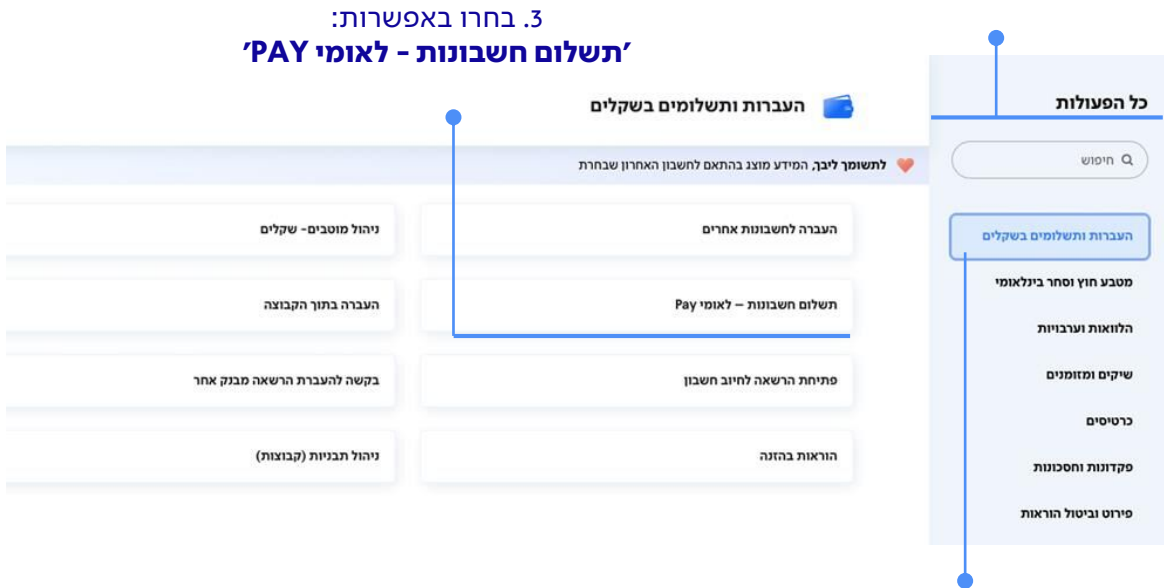 3. בחרו באפשרות:
'תשלום חשבונות - לאומי PAY'
כל הפעולות
חיפוש
העברות ותשלומים בשקלים
מטבע חוץ וסחר בינלאומי
הלוואות וערבויות
שיקים ומזומנים
כרטיסים
פקדונות וחסכונות
פירוט וביטול הוראות
העברות ותשלומים בשקלים
לתשומך ליבך, המידע מוצג בהתאם לחשבון האחרון שבחרת
העברה לחשבונות אחרים
ניהול מוטבים- שקלים
תשלום חשבונות – לאומי Pay
העברה בתוך הקבוצה
פתיחת הרשאה לחיוב חשבון
בקשה להעברת הרשאה מבנק אחר
הוראות בהזנה
ניהול תבניות (קבוצות)